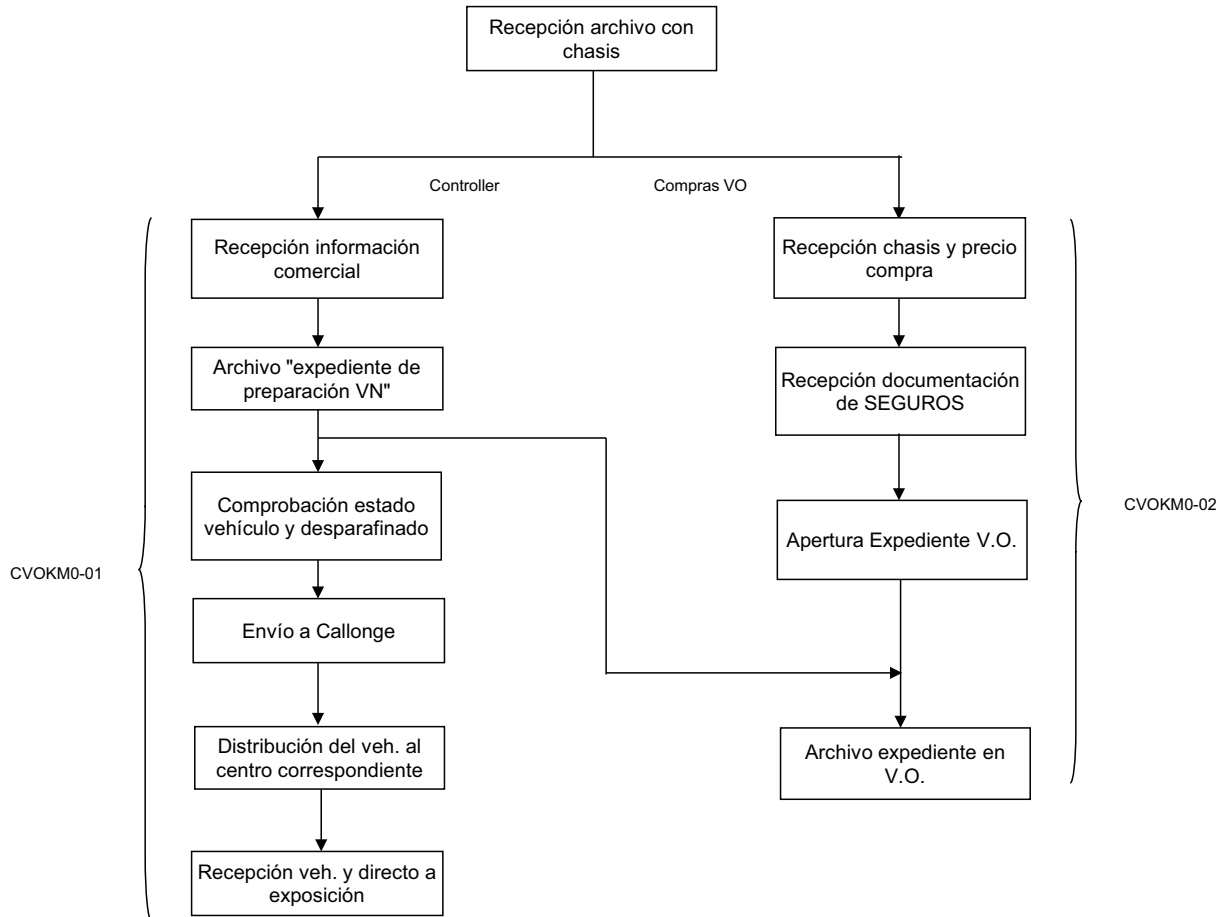 Recepción archivo con
chasis
Controller
Compras VO
Recepción información
comercial
Recepción chasis y precio
compra
Archivo "expediente de
preparación VN"
Recepción documentación
de SEGUROS
Comprobación estado
vehículo y desparafinado
Apertura Expediente V.O.
CVOKM0-01
CVOKM0-02
Envío a Callonge
Distribución del veh. al
centro correspondiente
Archivo expediente en
V.O.
Recepción veh. y directo a
exposición